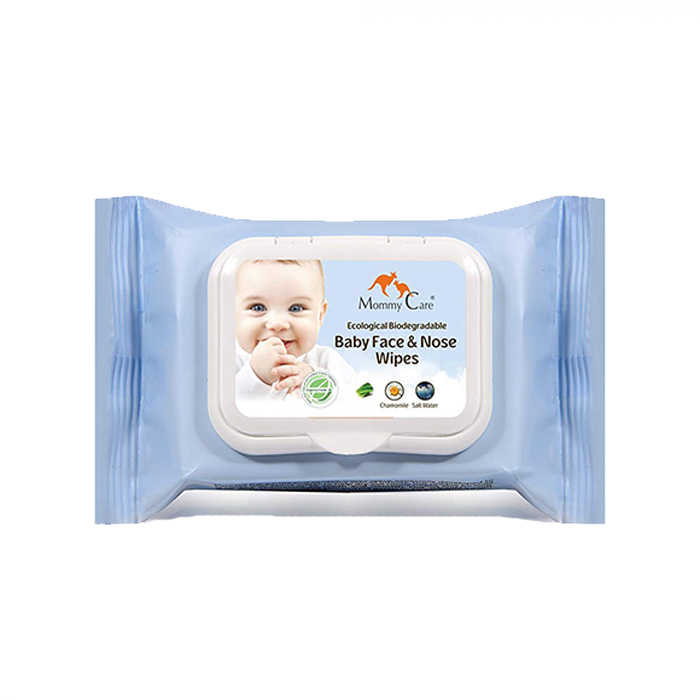 Mommy Care®
Ecological Biodegradable
Baby Face & Nose
Wipes
Chamomile Salt Water